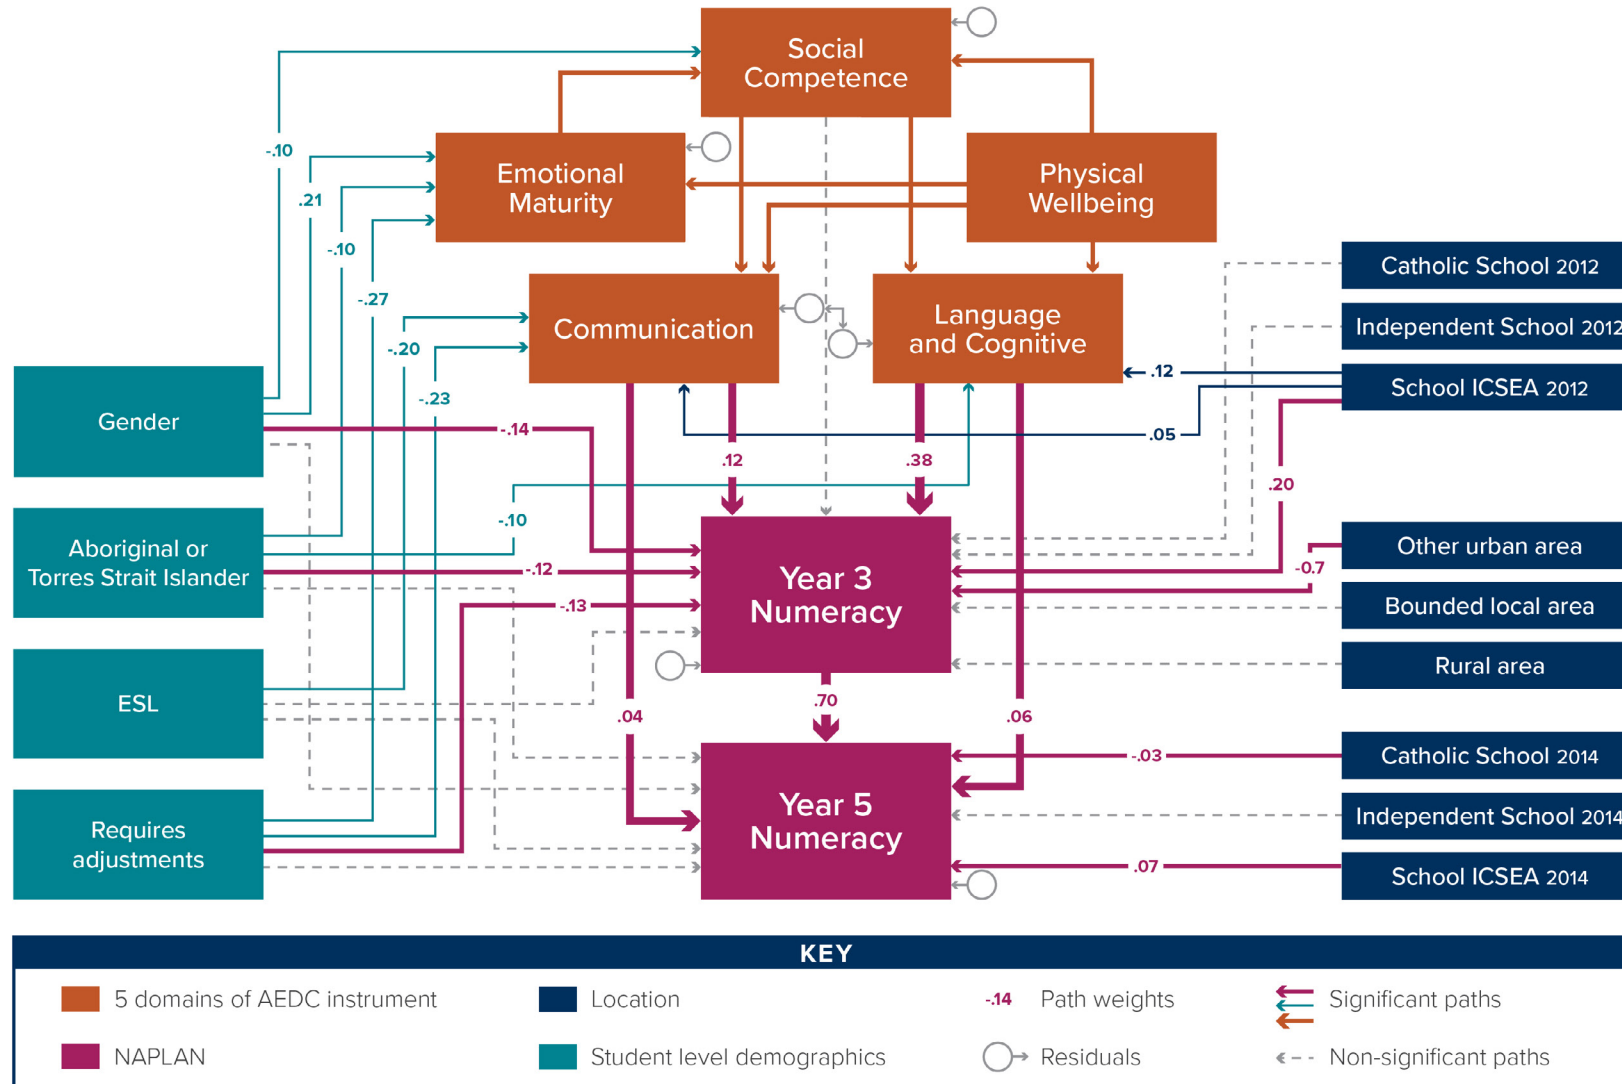 Social
Competence
-.10
Emotional
Maturity
Physical
Wellbeing
.21
-.10
-.27
Catholic School 2012
Independent School 2012
School ICSEA 2012
Communication
Language
and Cognitive
-.20
-.23
.12
.05
Gender
-.14
.12
.38
.20
-.10
Aboriginal or
Torres Strait Islander
-.12
-.13
Year 3
Numeracy
Other urban area
-0.7
Bounded local area
Rural area
ESL
.04
.70
.06
Requires
adjustments
Year 5
Numeracy
-.03
Catholic School 2014
Independent School 2014
.07
School ICSEA 2014
KEY
5 domains of AEDC instrument
Location
-.14 Path weights
Significant paths
NAPLAN
Student level demographics
Residuals
Non-significant paths